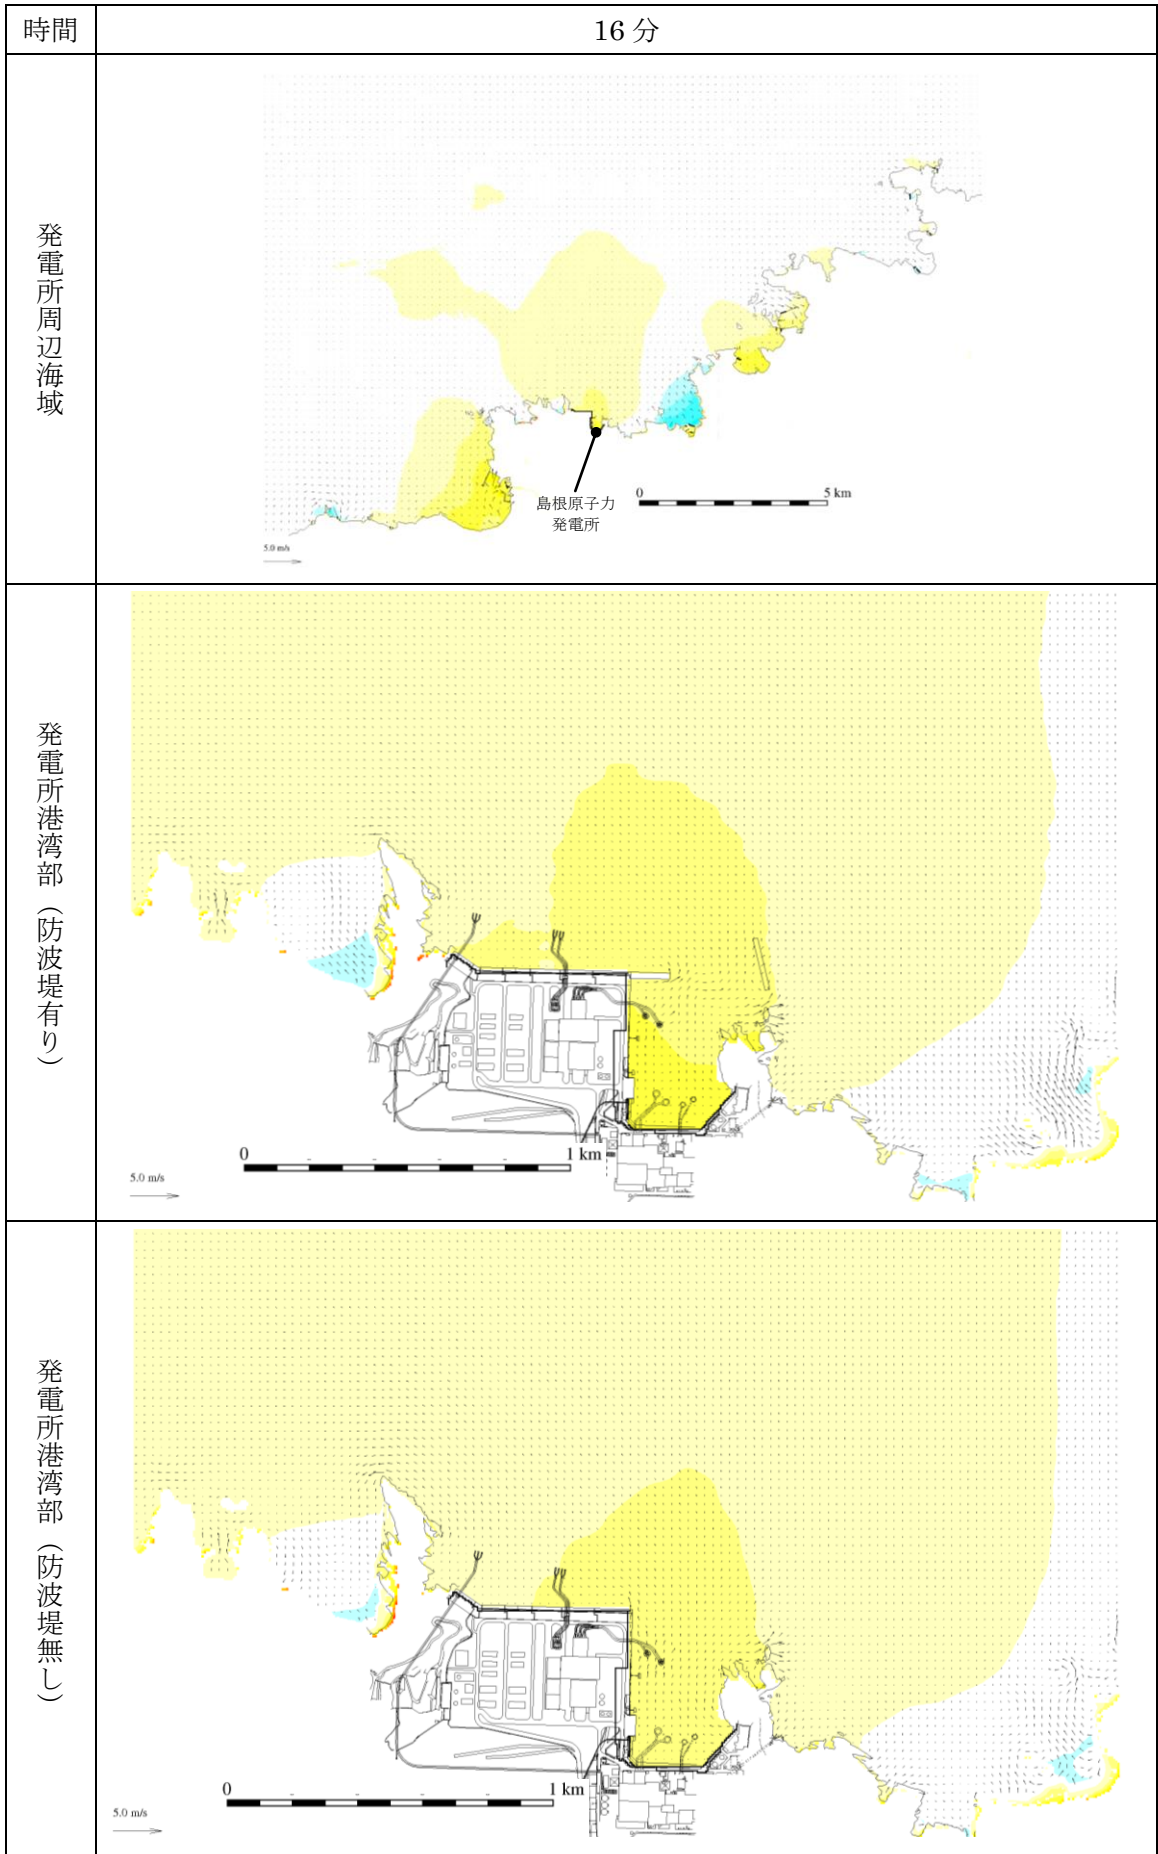 時間
16 分
発電所周辺海域
島根原子力
発電所
0 5 km
5.0 m/s
発電所港湾部（防波堤有り）
0 1 km
5.0 m/s
発電所港湾部（防波堤無し）
0 1 km
5.0 m/s